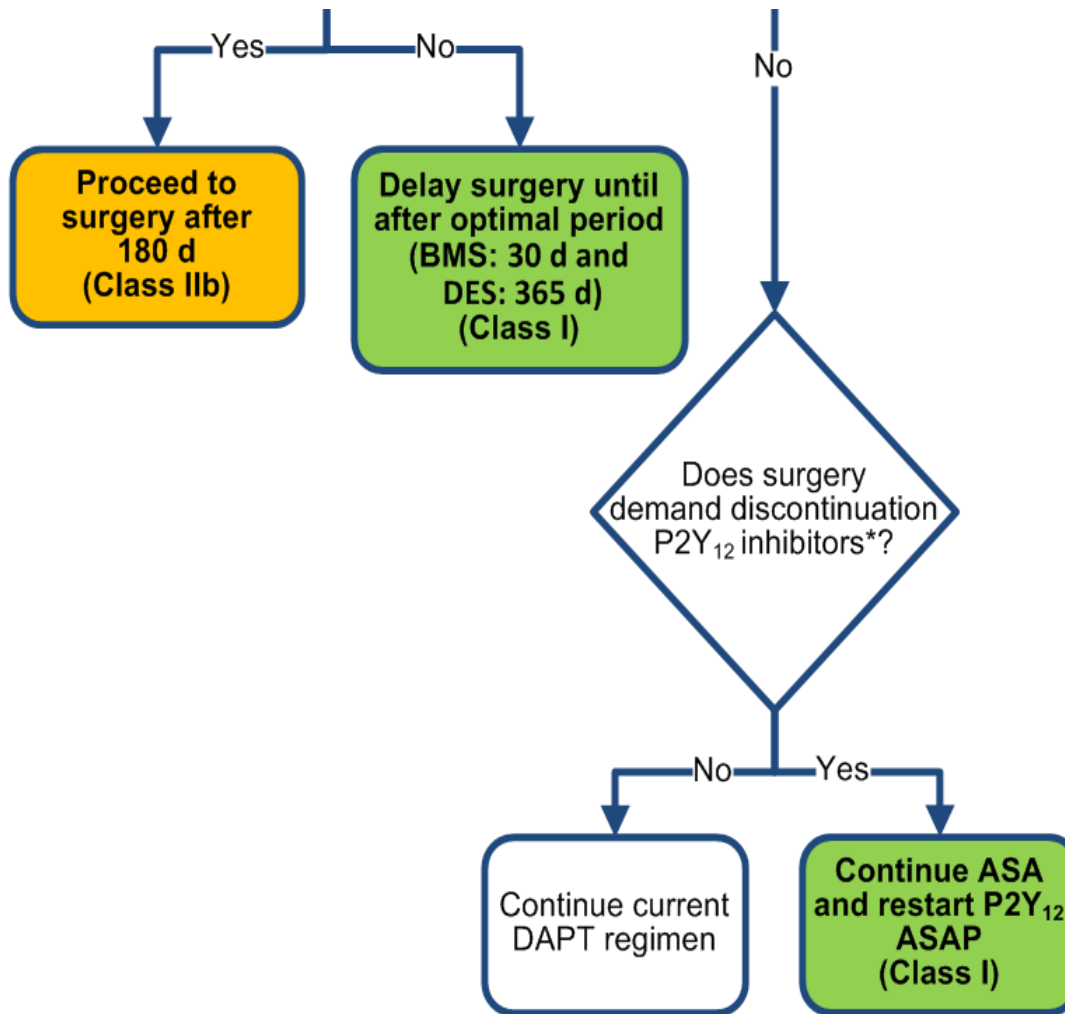 Yes
No
No
Proceed to
surgery after
180 d
(Class IIb)
Delay surgery until
after optimal period
(BMS: 30 d and
DES: 365 d)
(Class I)
Does surgery
demand discontinuation
P2Y₁₂ inhibitors*?
No
Yes
Continue current
DAPT regimen
Continue ASA
and restart P2Y₁₂
ASAP
(Class I)